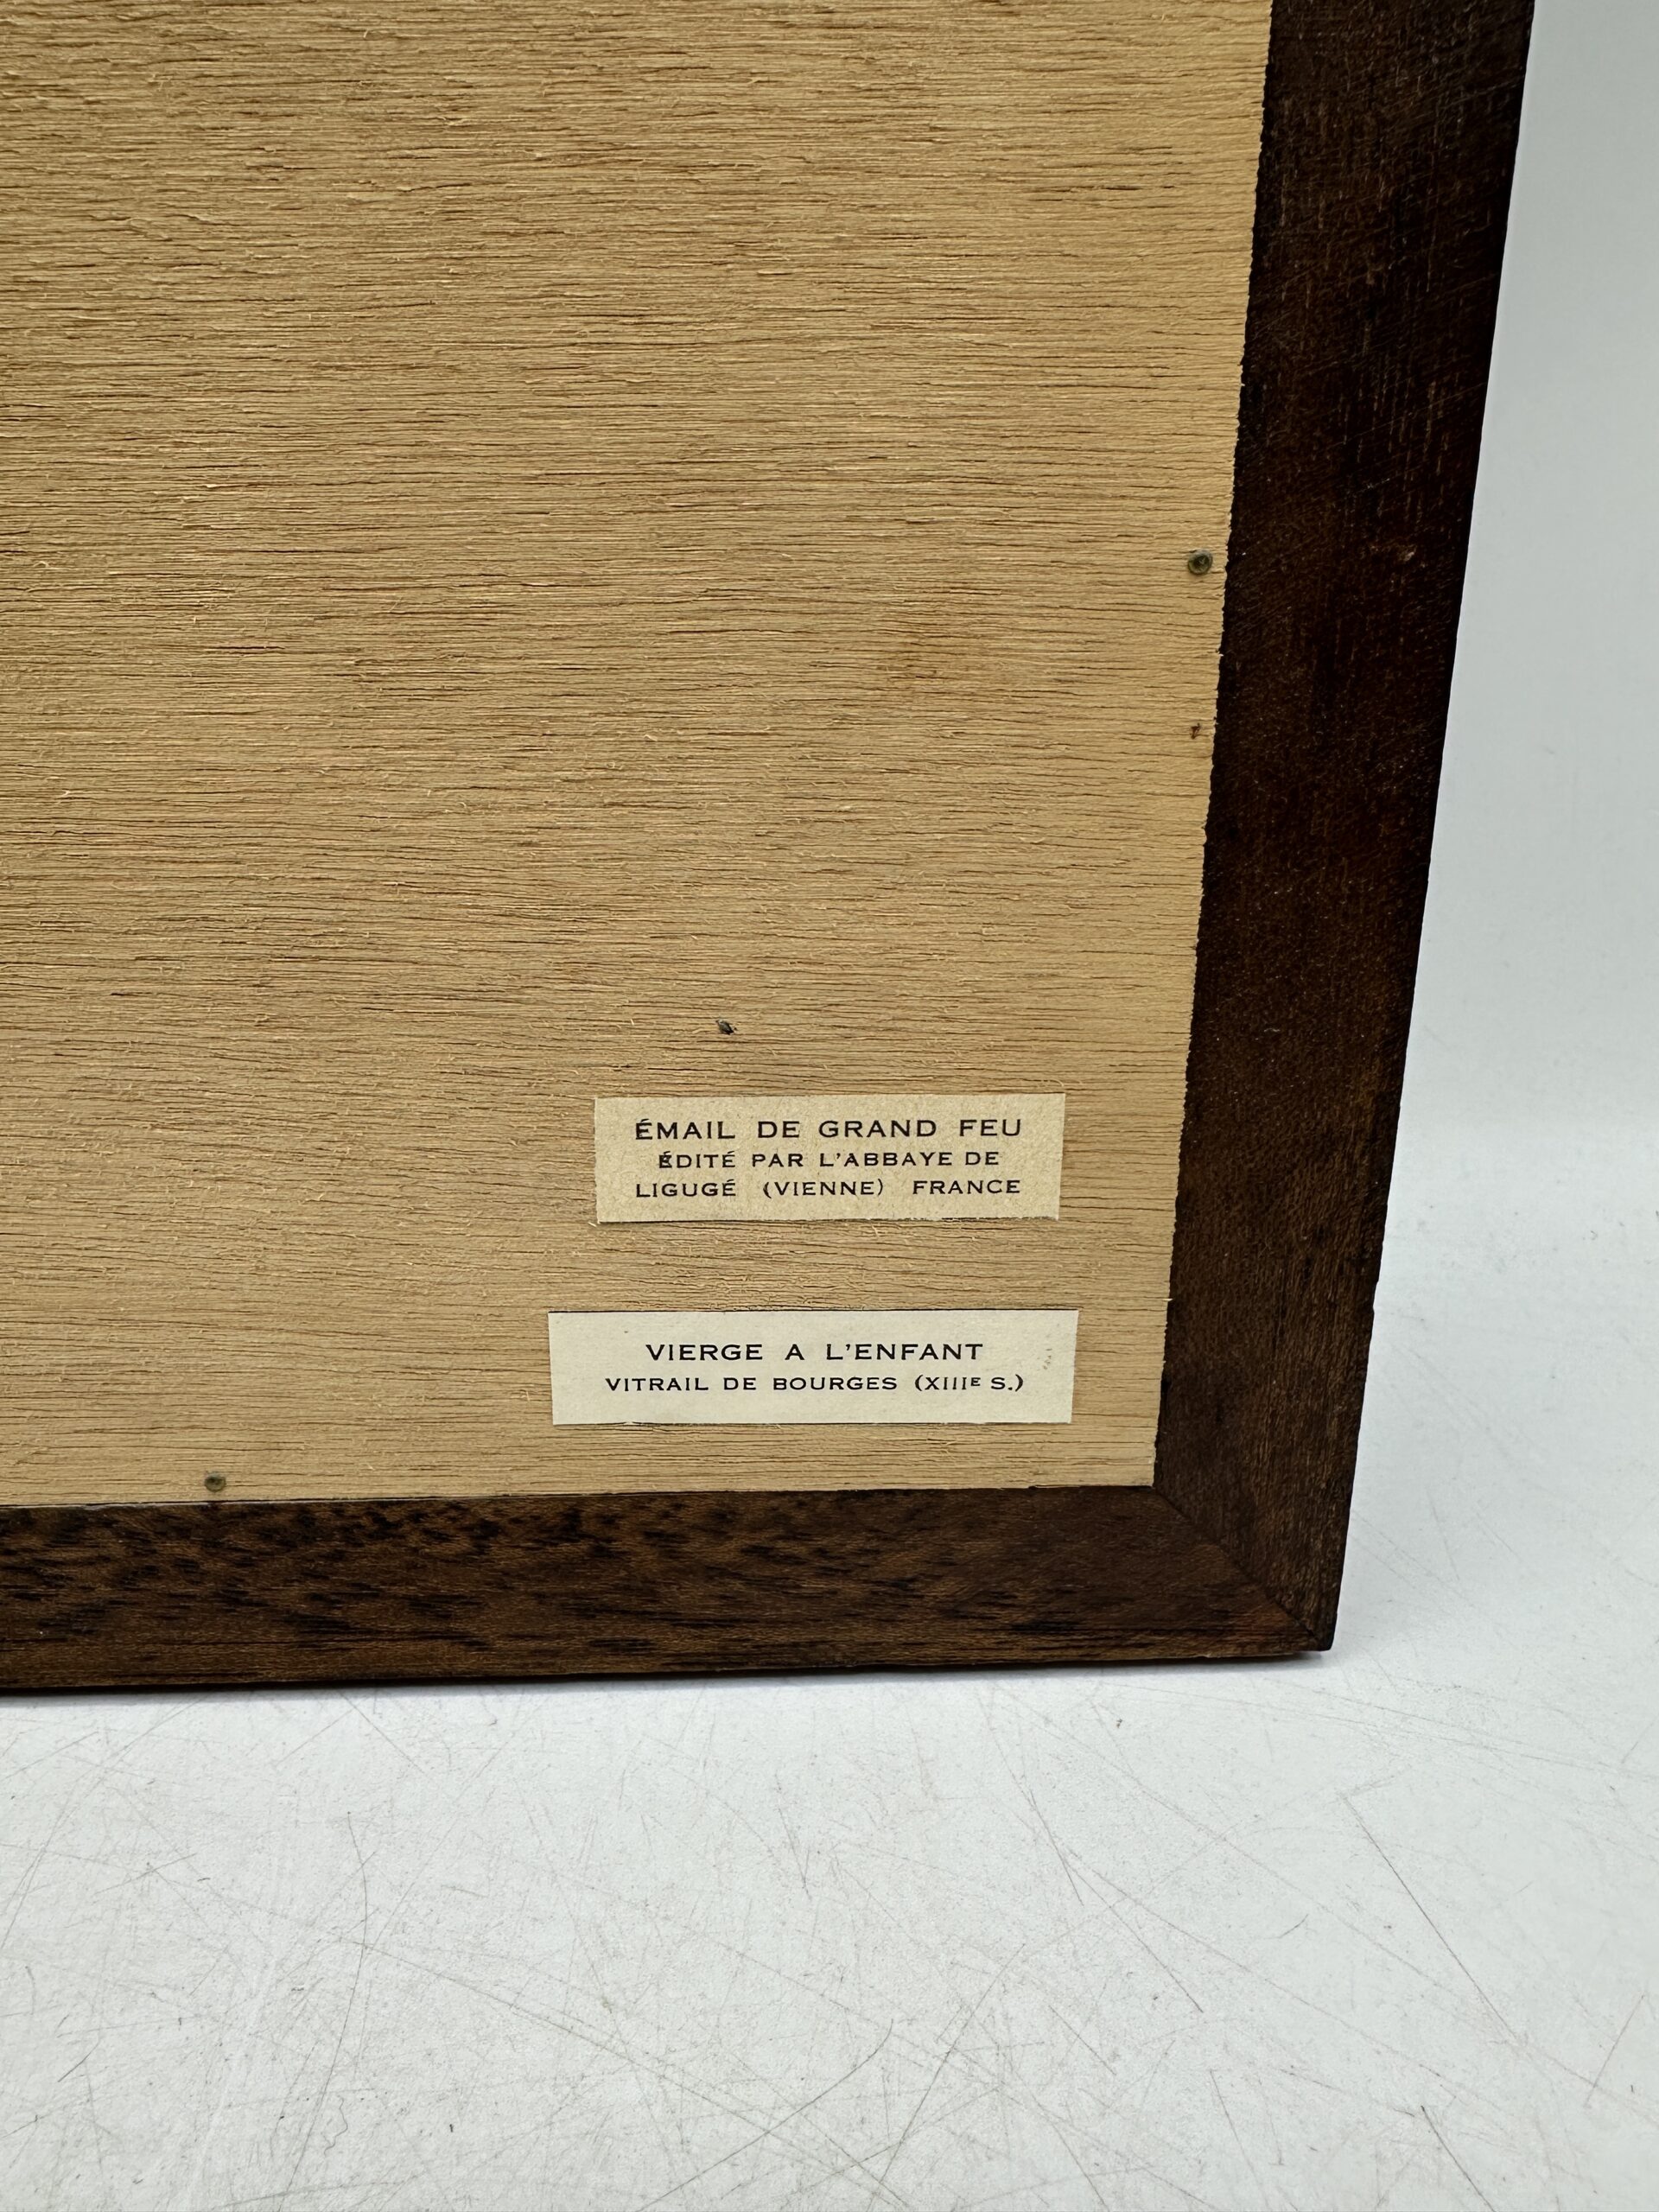 ÉMAIL DE GRAND FEU
ÉDITÉ PAR L'ABBAYE DE
LIGUGÉ (VIENNE) FRANCE
VIERGE A L'ENFANT
VITRAIL DE BOURGES (XIIIE S.)